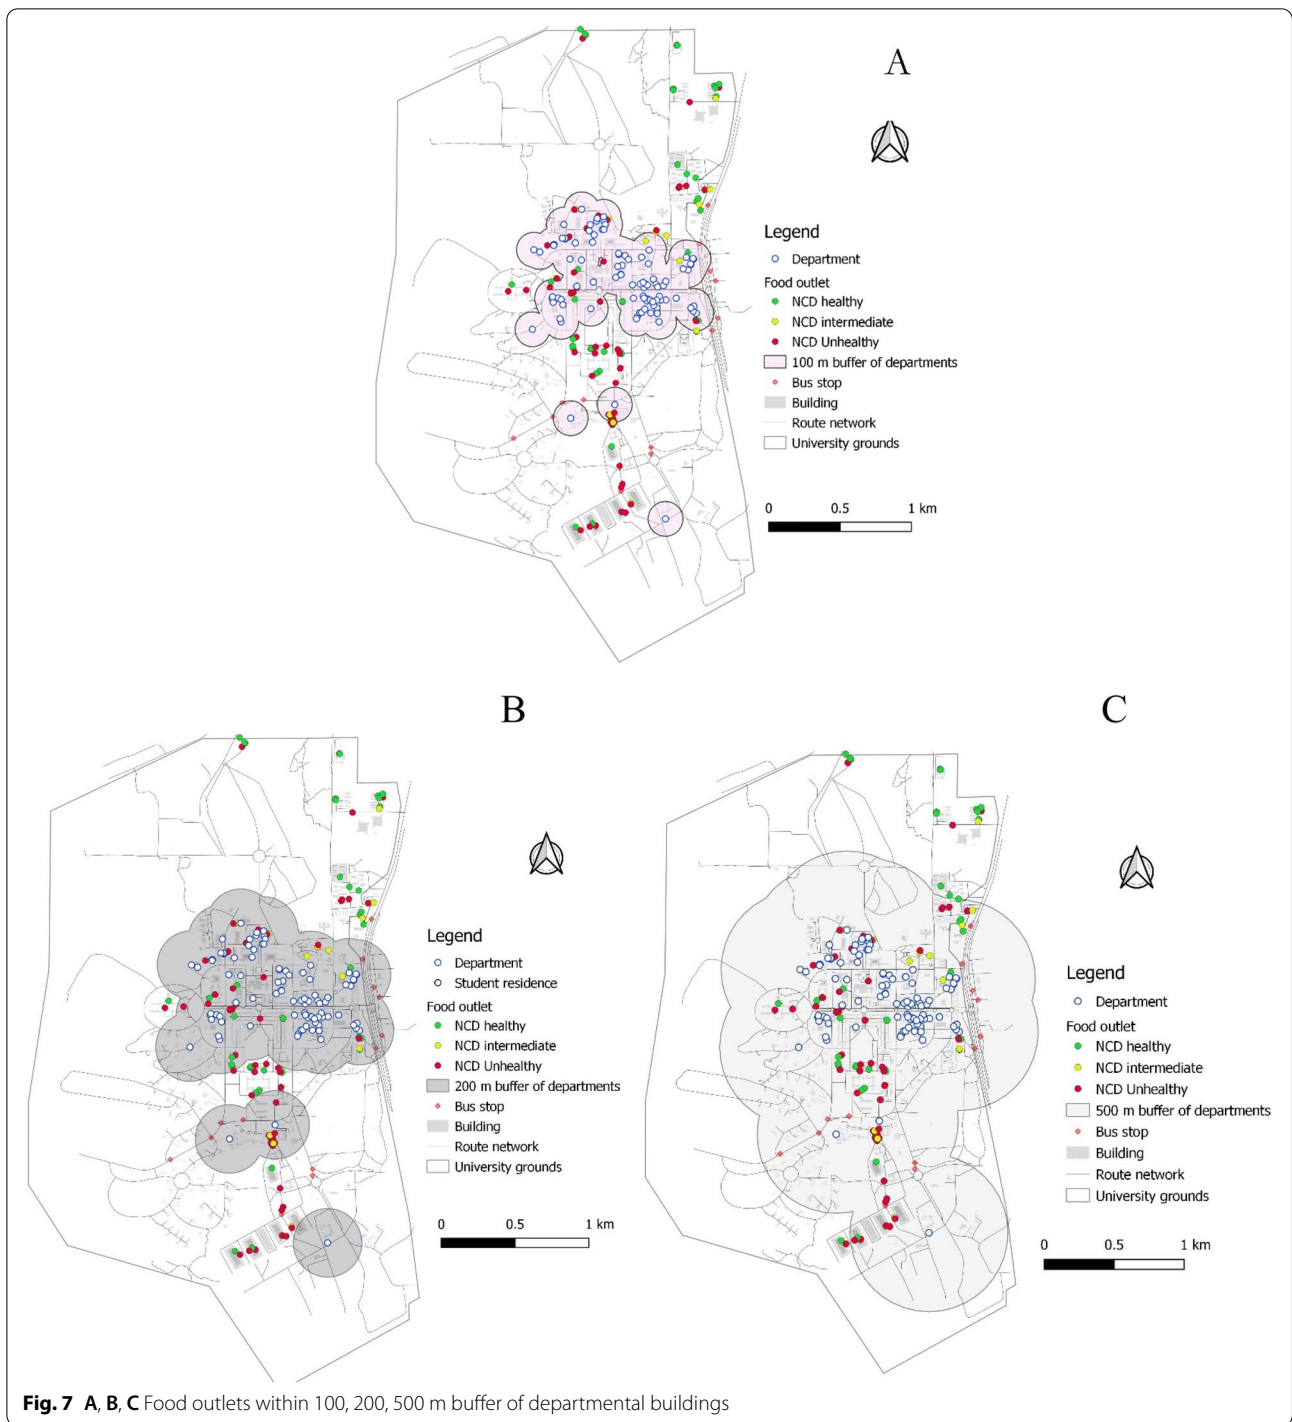 A
Legend
Department
Food outlet
NCD healthy
NCD intermediate
NCD Unhealthy
100 m buffer of departments
Bus stop
Building
Route network
University grounds
0 0.5 1 km
B
Legend
Department
Student residence
Food outlet
NCD healthy
NCD intermediate
NCD Unhealthy
200 m buffer of departments
Bus stop
Building
Route network
University grounds
0 0.5 1 km
C
Legend
Department
Food outlet
NCD healthy
NCD intermediate
NCD Unhealthy
500 m buffer of departments
Bus stop
Building
Route network
University grounds
0 0.5 1 km
Fig. 7 A, B, C Food outlets within 100, 200, 500 m buffer of departmental buildings